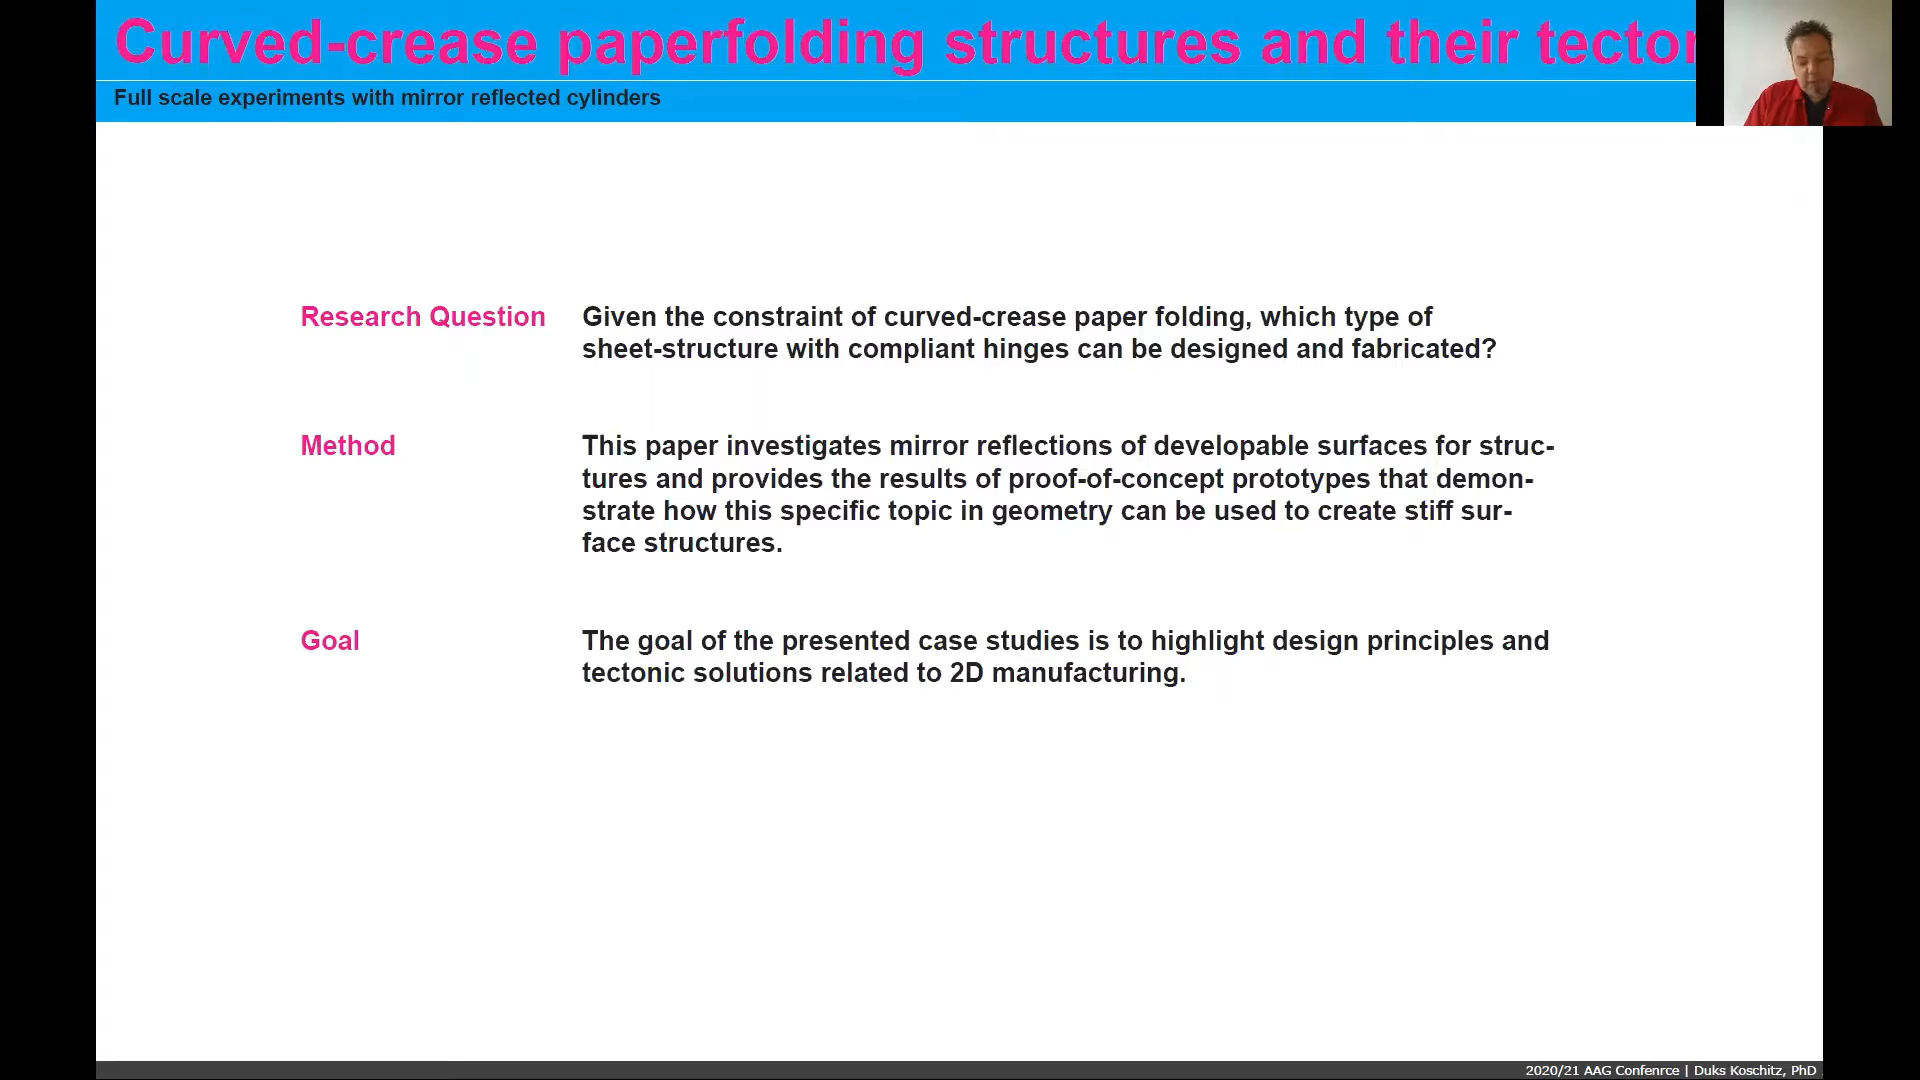 Curved-crease paperfolding structures and their tector
Full scale experiments with mirror reflected cylinders
Research Question
Given the constraint of curved-crease paper folding, which type of
sheet-structure with compliant hinges can be designed and fabricated?
Method
This paper investigates mirror reflections of developable surfaces for struc-
tures and provides the results of proof-of-concept prototypes that demon-
strate how this specific topic in geometry can be used to create stiff sur-
face structures.
Goal
The goal of the presented case studies is to highlight design principles and
tectonic solutions related to 2D manufacturing.
2020/21 AAG Confenrce | Duks Koschitz, PhD